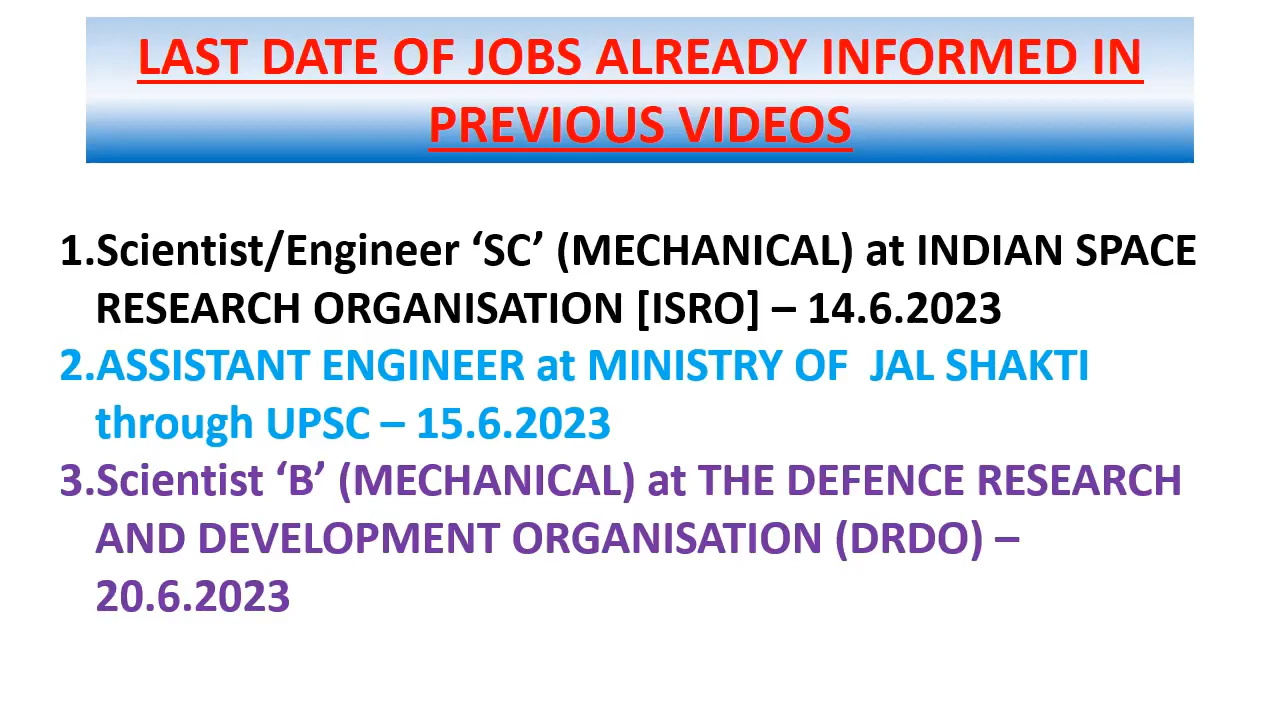 LAST DATE OF JOBS ALREADY INFORMED IN
PREVIOUS VIDEOS
1.Scientist/Engineer ‘SC’ (MECHANICAL) at INDIAN SPACE
RESEARCH ORGANISATION [ISRO] – 14.6.2023
2.ASSISTANT ENGINEER at MINISTRY OF  JAL SHAKTI
through UPSC – 15.6.2023
3.Scientist ‘B’ (MECHANICAL) at THE DEFENCE RESEARCH
AND DEVELOPMENT ORGANISATION (DRDO) –
20.6.2023